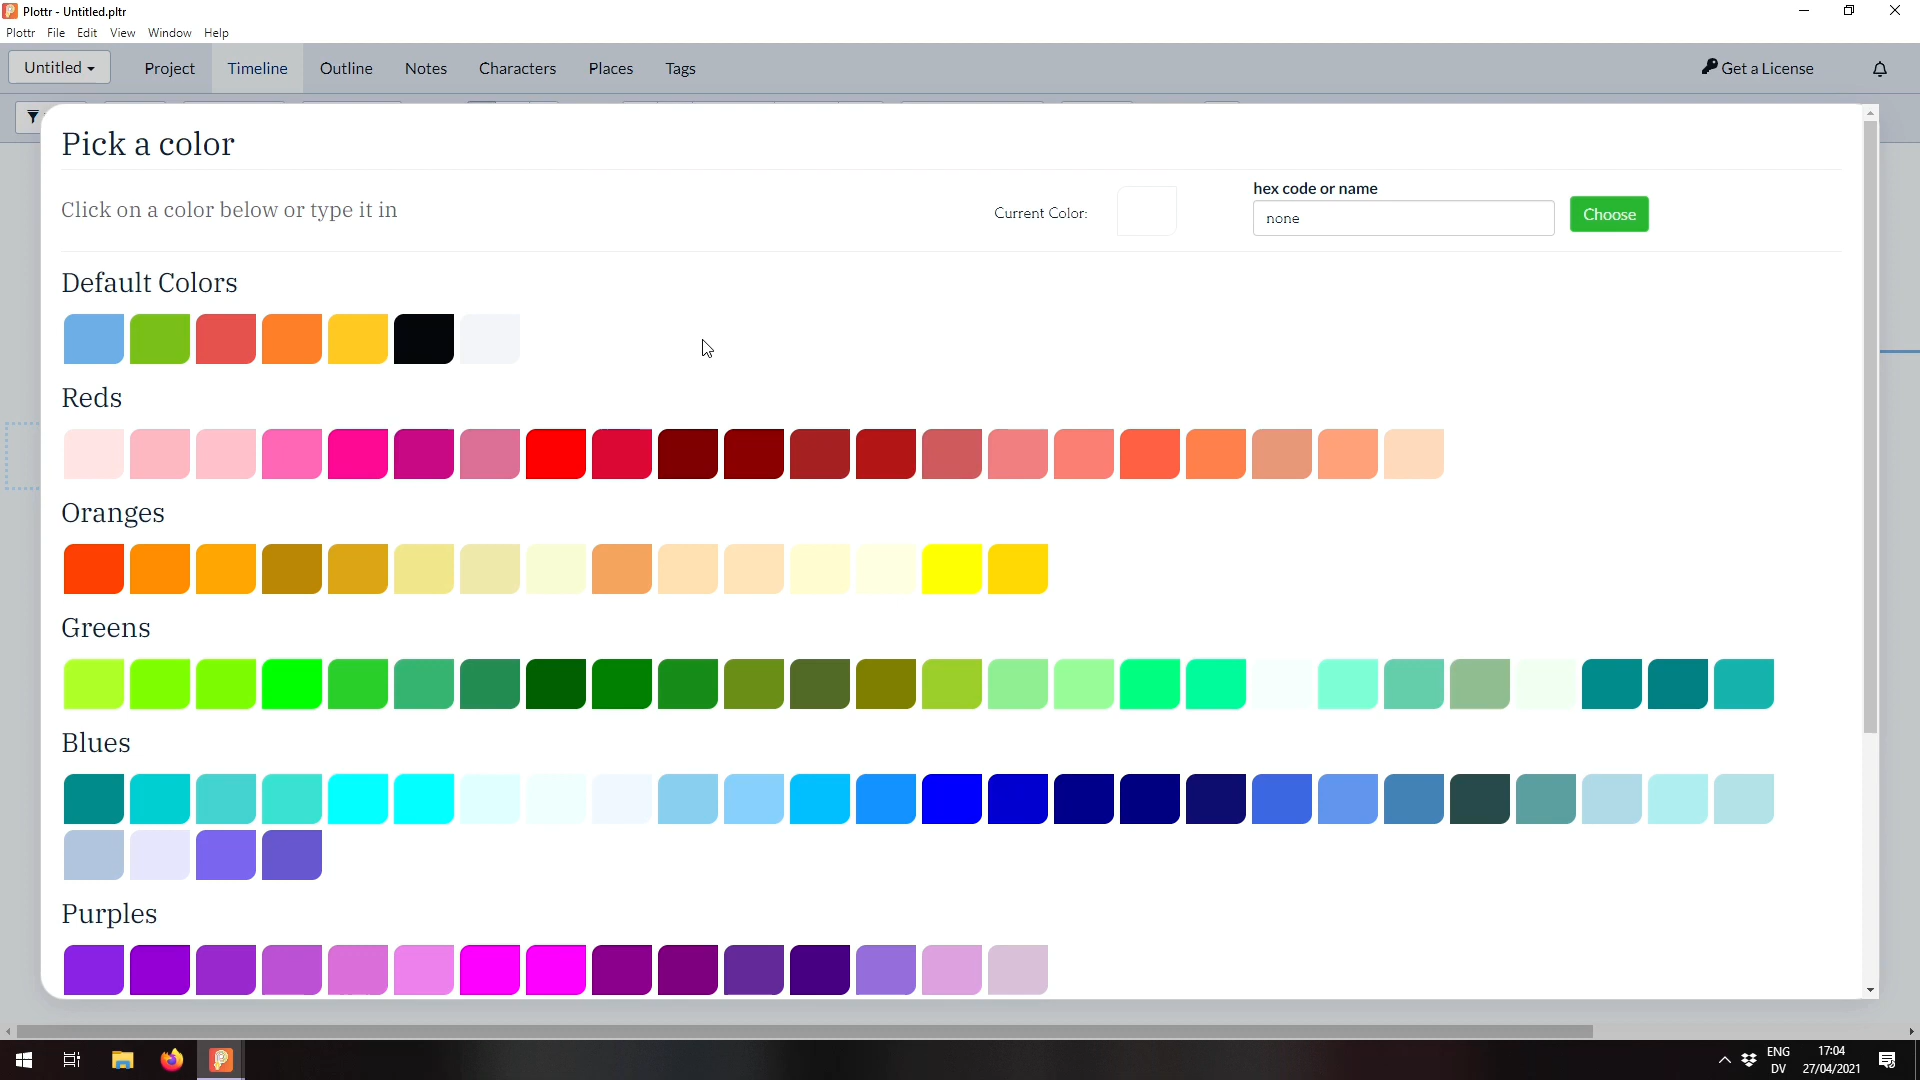 Plottr - Untitled.pltr
Plottr File Edit View Window Help
Untitled Project Timeline Outline Notes Characters Places Tags Get a License
Pick a color
Click on a color below or type it in
Current Color:
hex code or name
none
Choose
Default Colors
Reds
Oranges
Greens
Blues
Purples
ENG
DV
17:04
27/04/2021